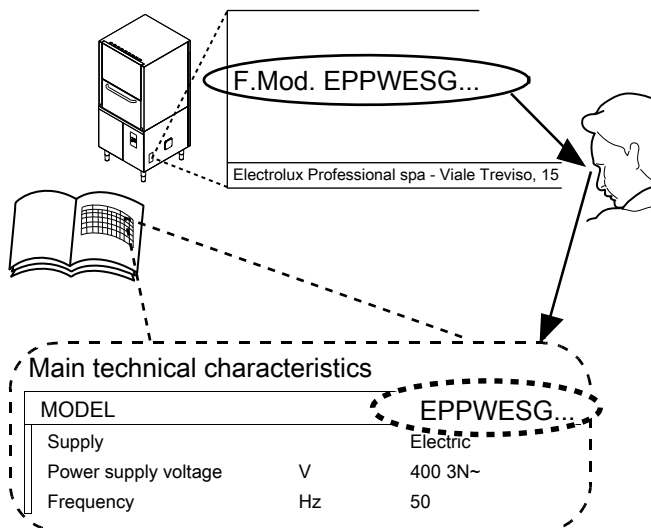 F.Mod. EPPWESG...
Electrolux Professional spa - Viale Treviso, 15
Main technical characteristics
MODEL EPPWESG...
Supply Electric
Power supply voltage V 400 3N~
Frequency Hz 50